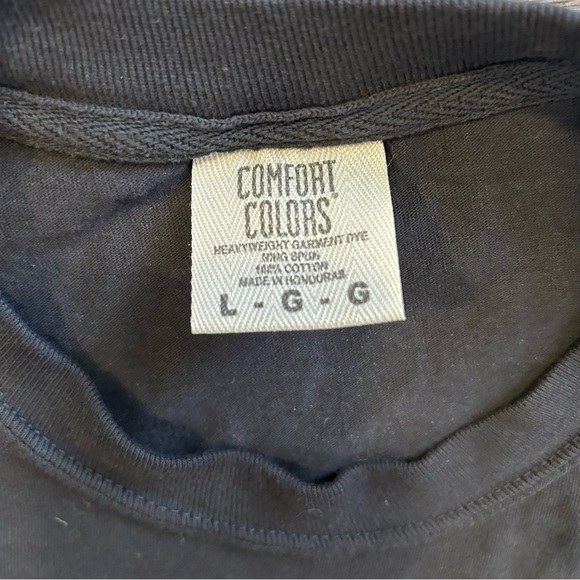 COMFORT
COLORS
HEAVYWEIGHT GARMENT DYE
RING SPUN
100% COTTON
MADE IN HONDURAS
L - G - G